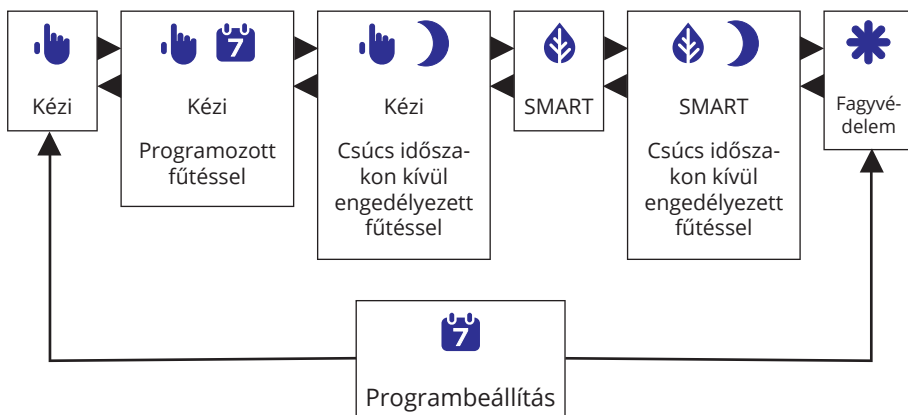 Kézi
7
Kézi
Programozott
fűtéssel
Kézi
Csúcs idősza-
kon kívül
engedélyezett
fűtéssel
SMART
SMART
Csúcs idősza-
kon kívül
engedélyezett
fűtéssel
Fagyvé-
delem
7
Programbeállítás